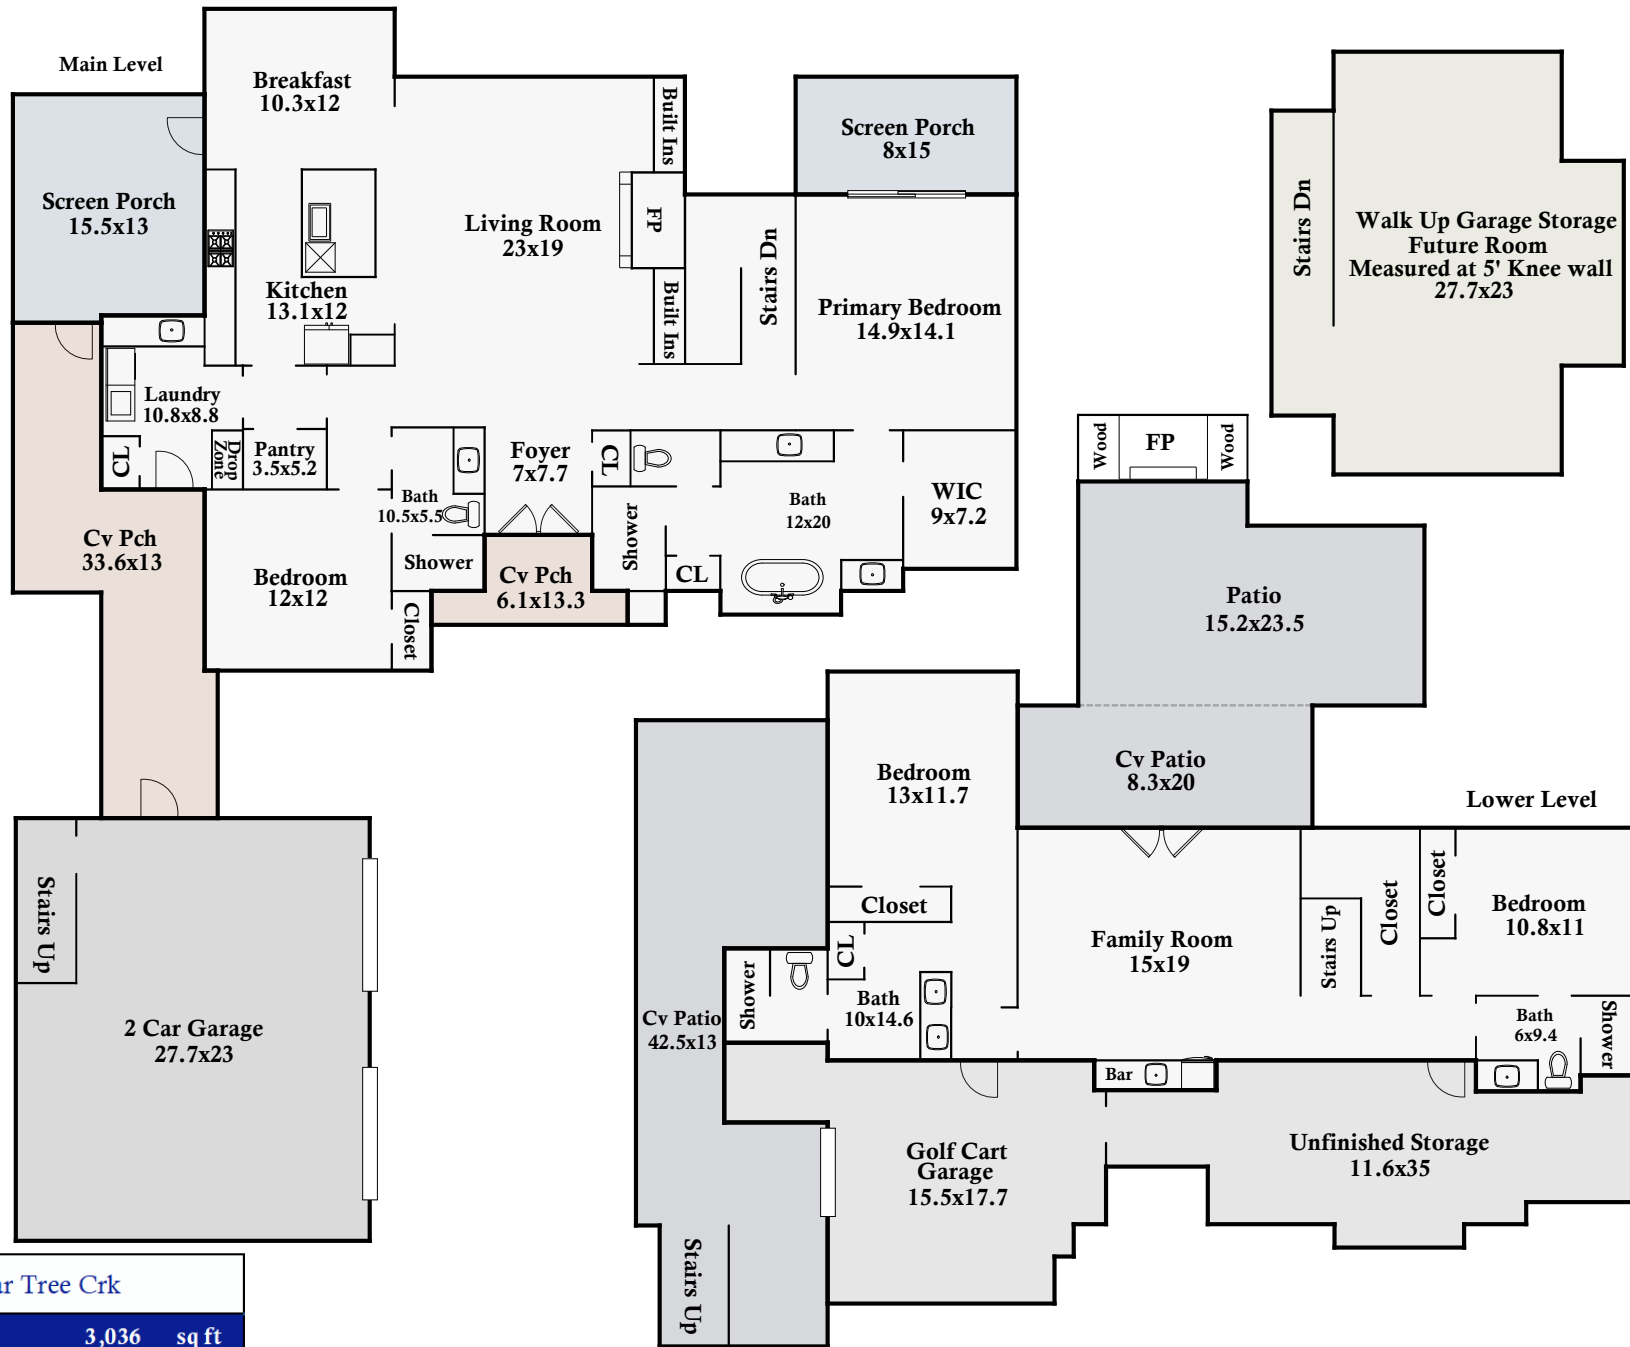 Main Level
Breakfast
10.3x12
Built Ins
Screen Porch
8x15
Screen Porch
15.5x13
Living Room
23x19
FP
Stairs Dn
Kitchen
13.1x12
Built Ins
Primary Bedroom
14.9x14.1
Laundry
10.8x8.8
CL
Drop
Zone
Pantry
3.5x5.2
Foyer
7x7.7
CL
Bath
10.5x5.5
Shower
Shower
Bath
12x20
WIC
9x7.2
CL
Cv Pch
33.6x13
Bedroom
12x12
Closet
Cv Pch
6.1x13.3
Stairs Dn
Walk Up Garage Storage
Future Room
Measured at 5' Knee wall
27.7x23
Wood
FP
Wood
Patio
15.2x23.5
Cv Patio
8.3x20
Lower Level
Bedroom
13x11.7
Closet
CL
Shower
Bath
10x14.6
Cv Patio
42.5x13
Family Room
15x19
Stairs Up
Closet
Closet
Bedroom
10.8x11
Bath
6x9.4
Shower
Bar
Golf Cart
Garage
15.5x17.7
Unfinished Storage
11.6x35
Stairs Up
Stairs Up
2 Car Garage
27.7x23
Tree Crk
3,036 sq ft